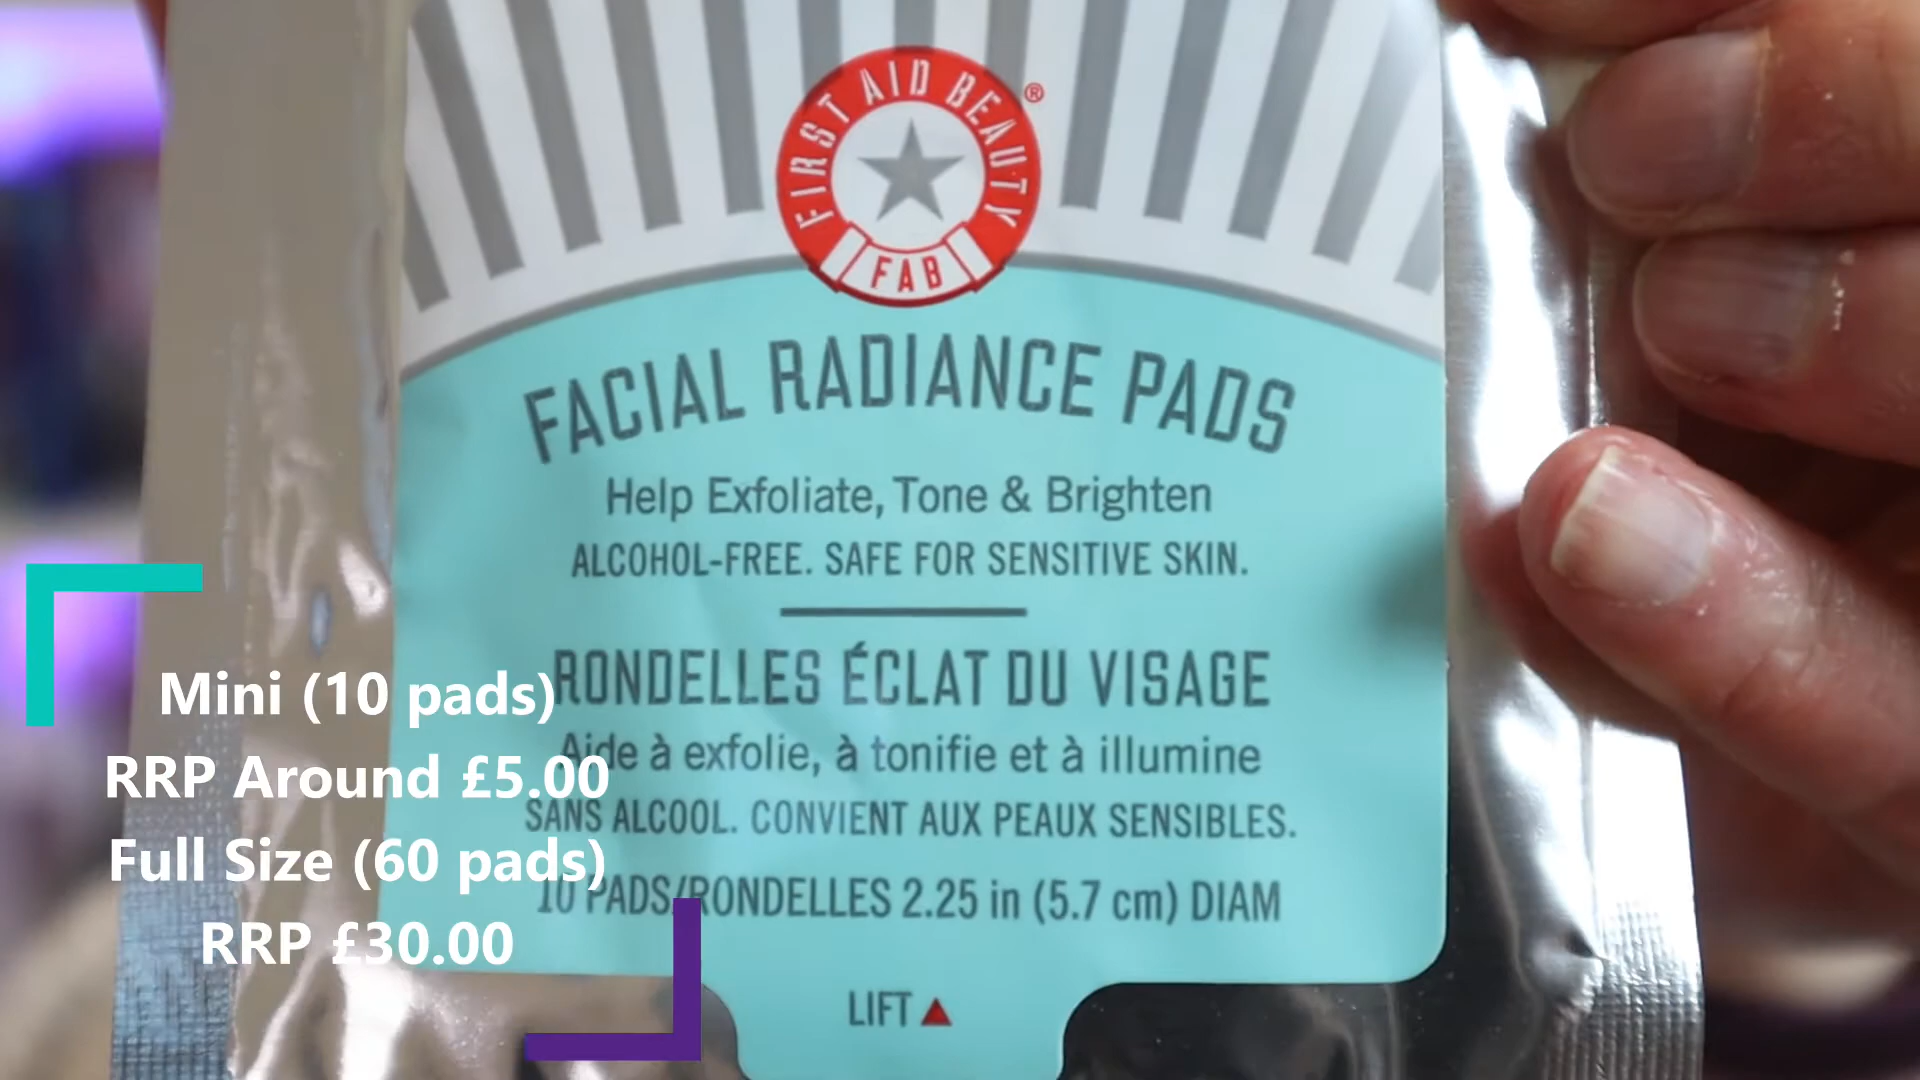 FIRST AID BEAUTY
®
FAB
FACIAL RADIANCE PADS
Help Exfoliate, Tone & Brighten
ALCOHOL-FREE. SAFE FOR SENSITIVE SKIN.
RONDELLES ÉCLAT DU VISAGE
Aide à exfolie, à tonifie et à illumine
SANS ALCOOL. CONVIENT AUX PEAUX SENSIBLES.
10 PADS/RONDELLES 2.25 in (5.7 cm) DIAM
LIFT
Mini (10 pads)
RRP Around £5.00
Full Size (60 pads)
RRP £30.00